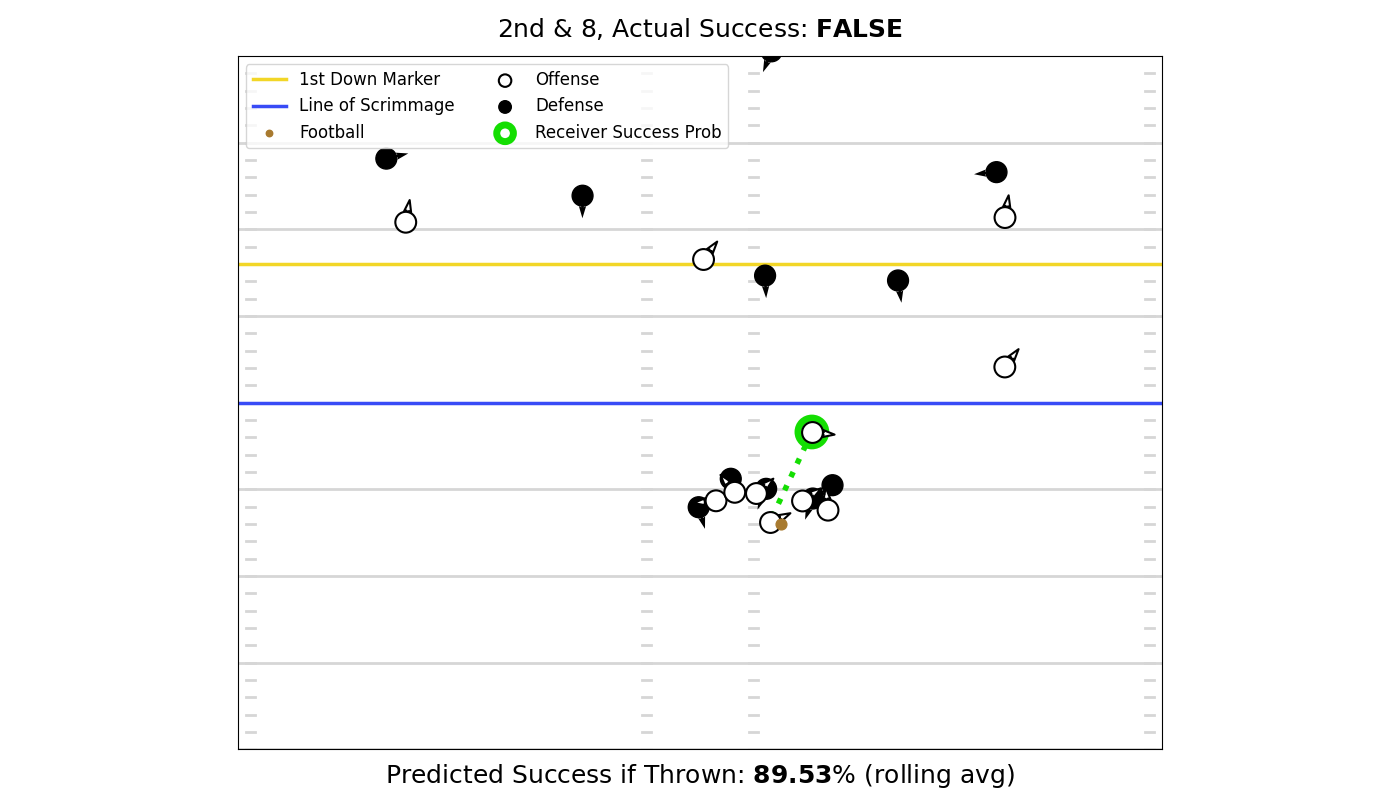 2nd & 8, Actual Success: FALSE
1st Down Marker
Line of Scrimmage
Football
Offense
Defense
Receiver Success Prob
Predicted Success if Thrown: 89.53% (rolling avg)